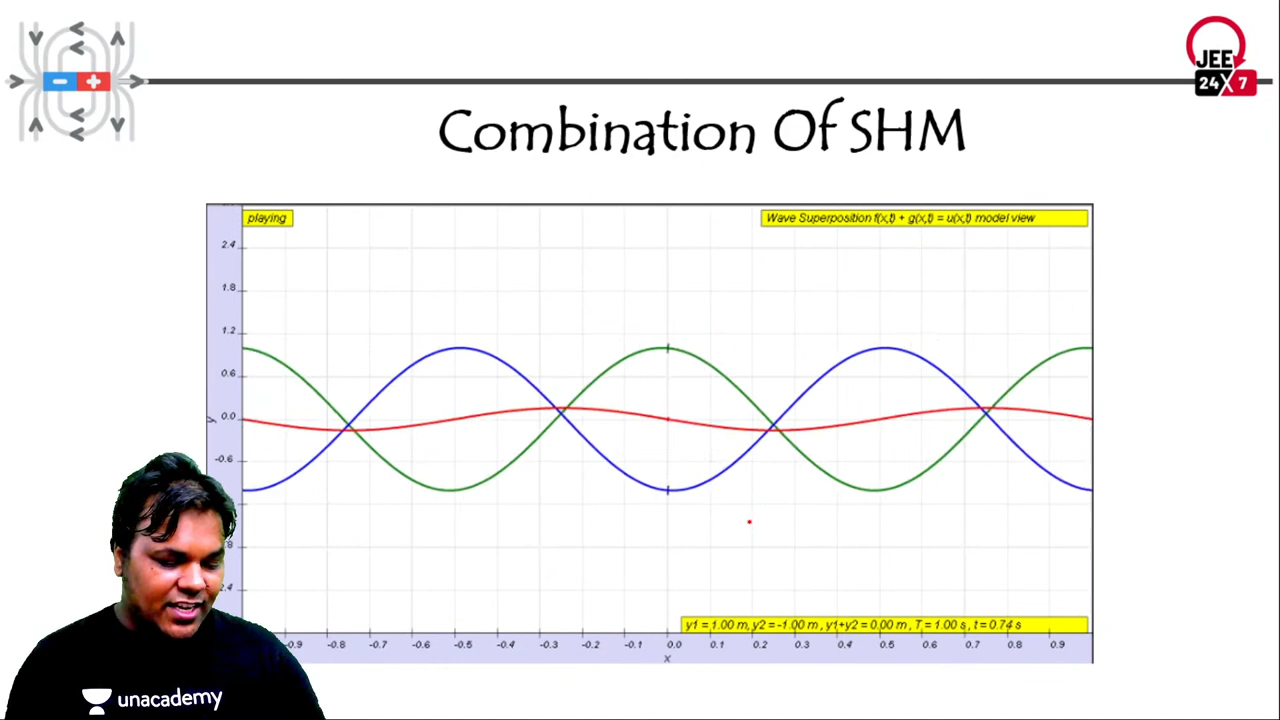 JEE
24X7
Combination Of SHM
playing
Wave Superposition f(x,t) + g(x,t) = u(x,t) model view
2.4
1.8
1.2
0.6
0.0
y
-0.6
.8
.4
y1 = 1.00 m, y2 = -1.00 m , y1+y2 = 0.00 m , T = 1.00 s , t = 0.74 s
0.9 -0.8 -0.7 -0.6 -0.5 -0.4 -0.3 -0.2 -0.1 0.0 0.1 0.2 0.3 0.4 0.5 0.6 0.7 0.8 0.9
x
unacademy